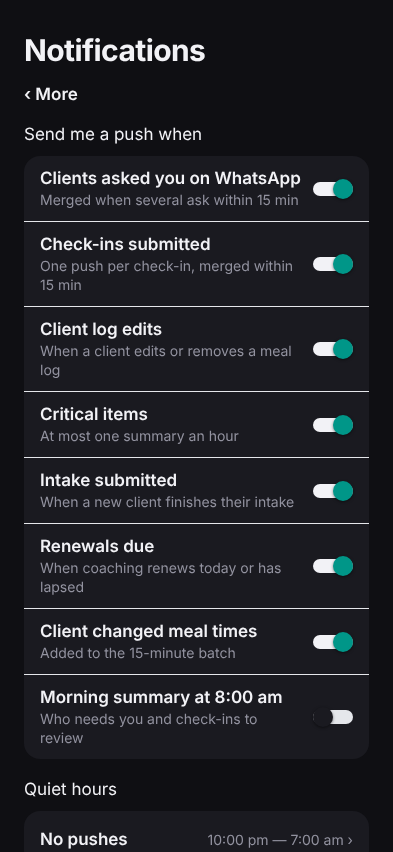 Notifications
‹ More
Send me a push when
Clients asked you on WhatsApp
Merged when several ask within 15 min
Check-ins submitted
One push per check-in, merged within
15 min
Client log edits
When a client edits or removes a meal
log
Critical items
At most one summary an hour
Intake submitted
When a new client finishes their intake
Renewals due
When coaching renews today or has
lapsed
Client changed meal times
Added to the 15-minute batch
Morning summary at 8:00 am
Who needs you and check-ins to
review
Quiet hours
No pushes 10:00 pm — 7:00 am ›